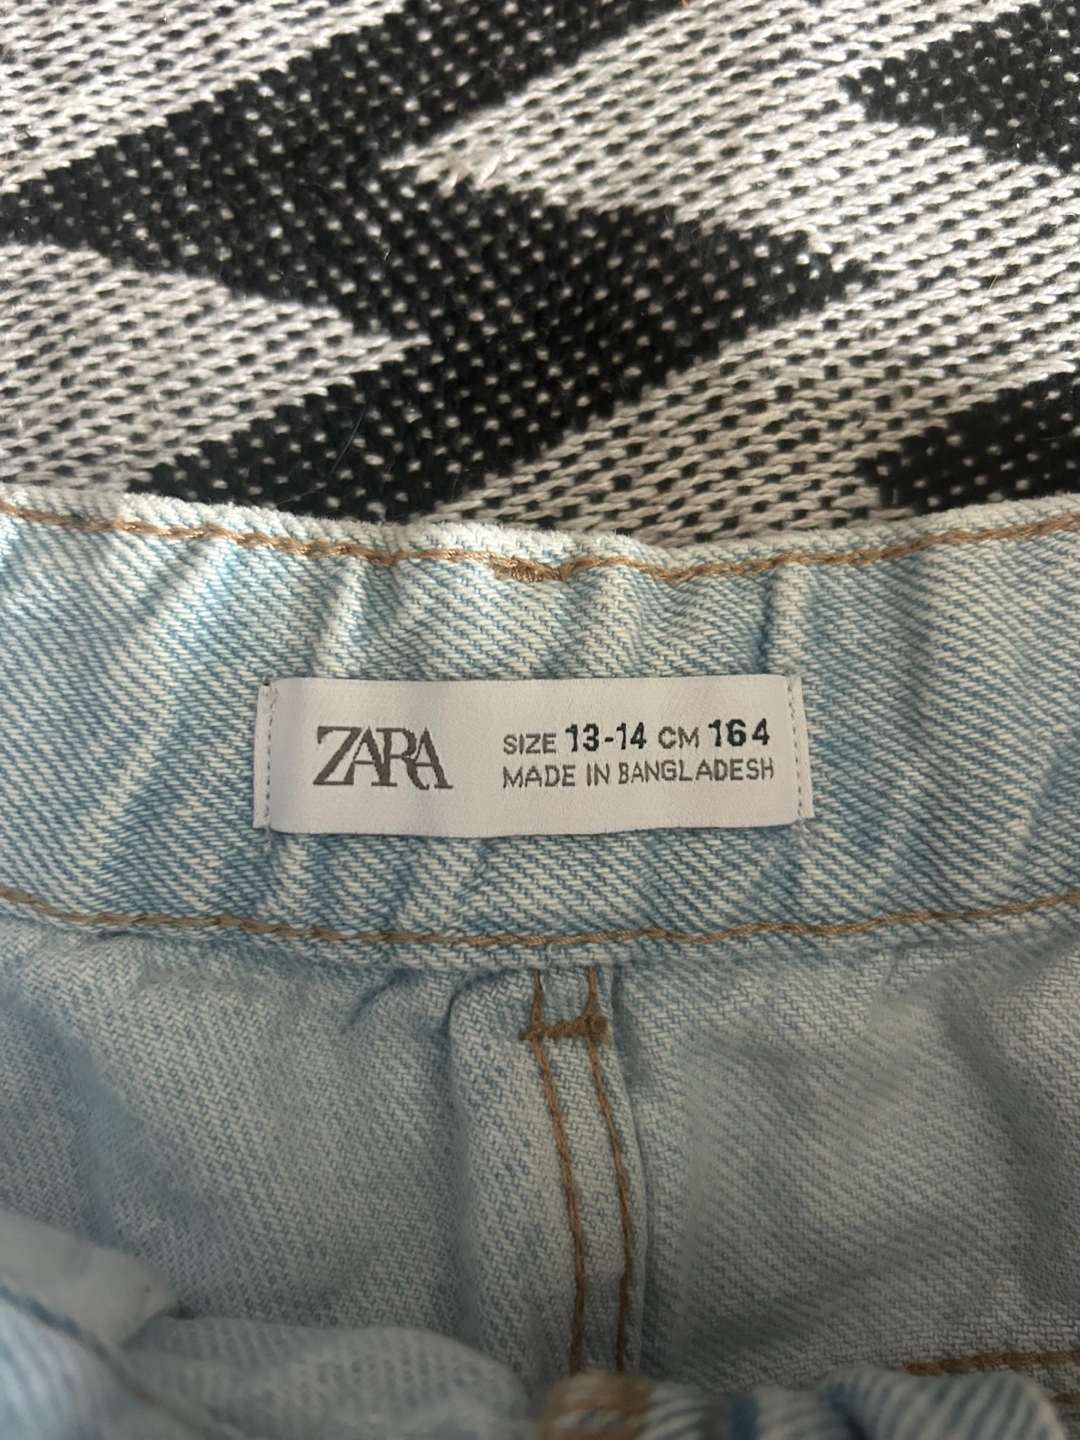 ZARA
SIZE 13-14 CM 164
MADE IN BANGLADESH